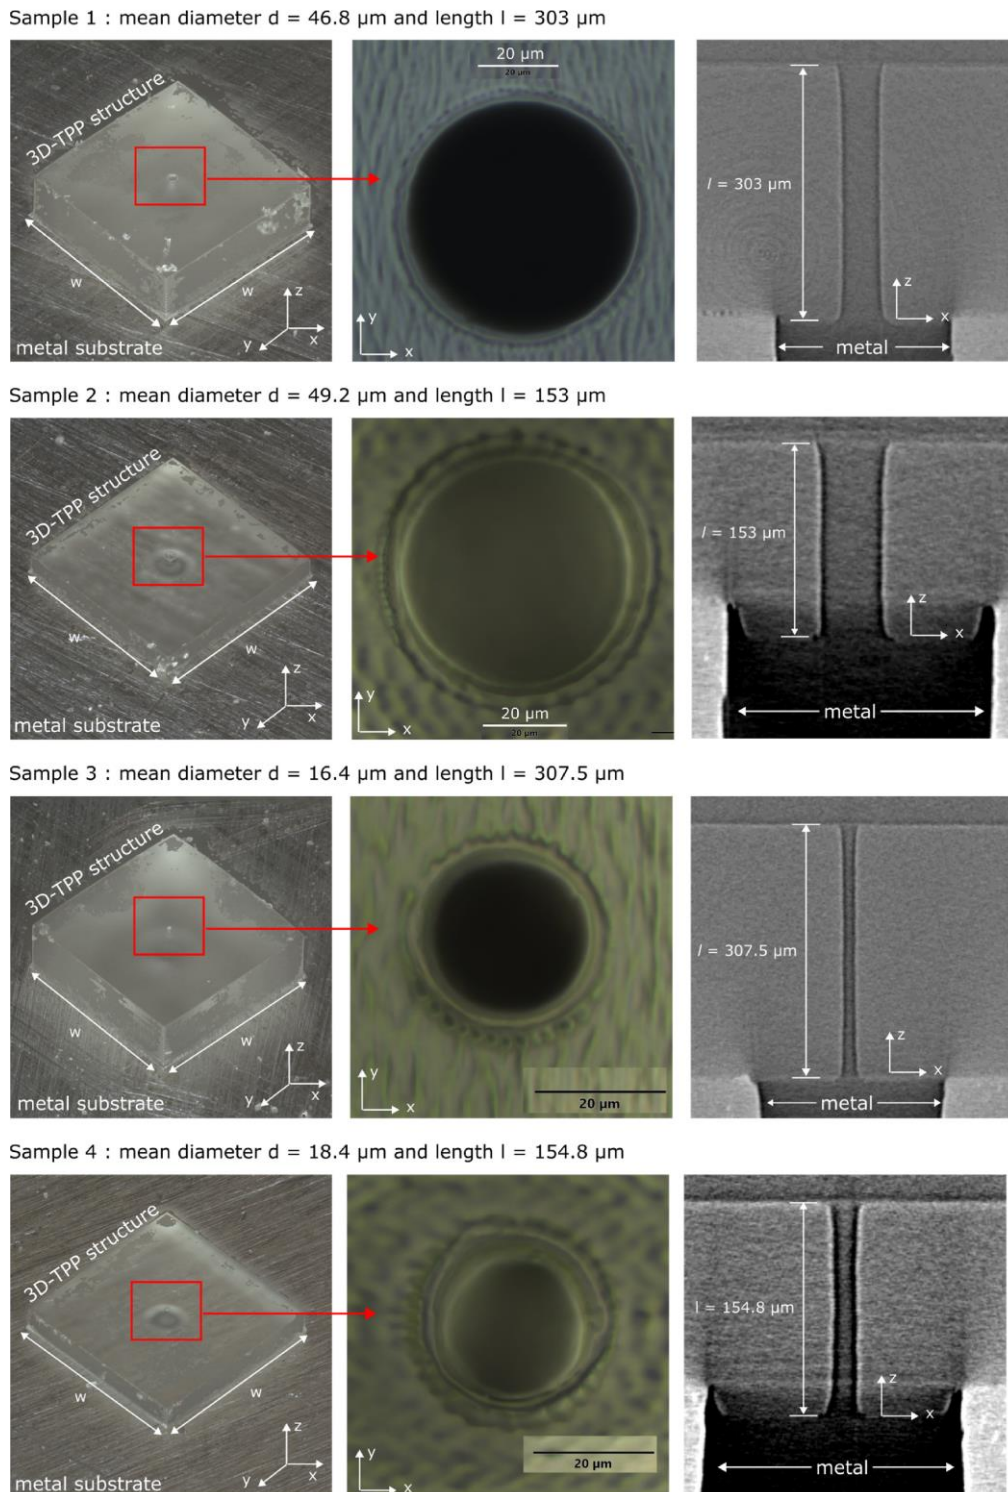 Sample 1 : mean diameter d = 46.8 µm and length l = 303 µm
3D-TPP structure
w
w
z
x
y
metal substrate
20 µm
20 µm
y
x
l = 303 µm
z
x
metal
Sample 2 : mean diameter d = 49.2 µm and length l = 153 µm
3D-TPP structure
w
w
z
x
y
metal substrate
y
x
20 µm
20 µm
l = 153 µm
z
x
metal
Sample 3 : mean diameter d = 16.4 µm and length l = 307.5 µm
3D-TPP structure
w
w
z
x
y
metal substrate
y
x
20 µm
l = 307.5 µm
z
x
metal
Sample 4 : mean diameter d = 18.4 µm and length l = 154.8 µm
3D-TPP structure
w
w
z
x
y
metal substrate
y
x
20 µm
l = 154.8 µm
z
x
metal